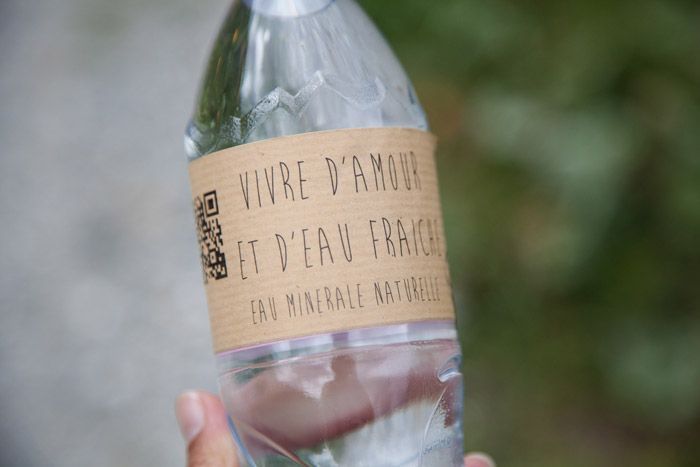 VIVRE D'AMOUR
ET D'EAU FRAICHE
EAU MINERALE NATURELLE